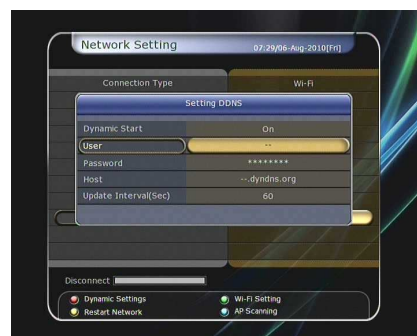 Network Setting 07:29/06-Aug-2010[Fri]
Connection Type Wi-Fi
Setting DDNS
Dynamic Start On
User --
Password ********
Host --.dyndns.org
Update Interval(Sec) 60
Disconnect
Dynamic Settings Wi-Fi Setting
Restart Network AP Scanning